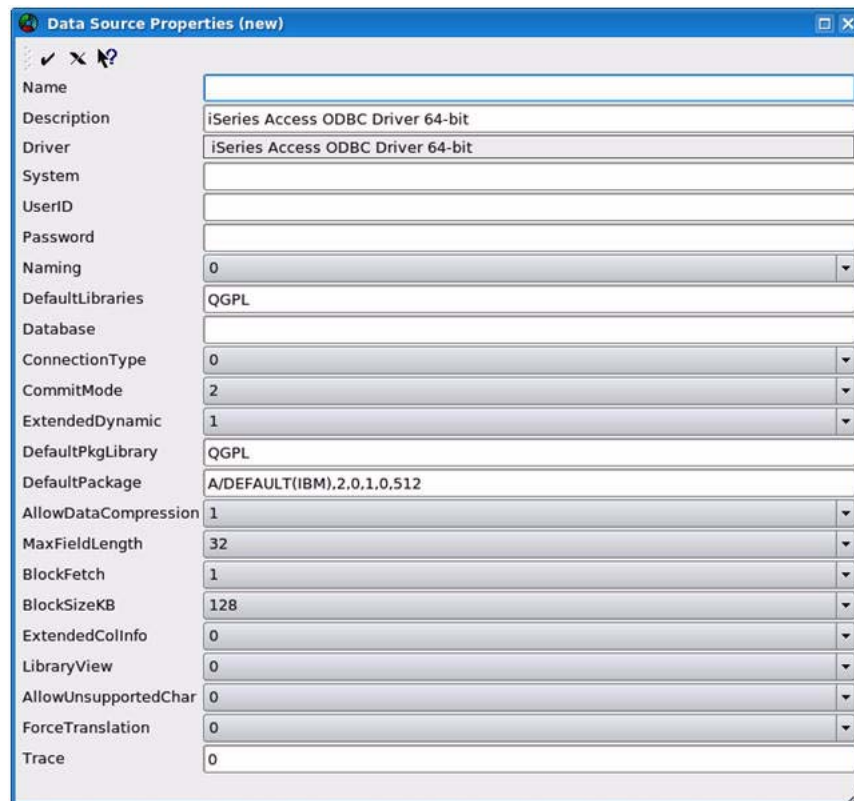 Data Source Properties (new)
Name
Description iSeries Access ODBC Driver 64-bit
Driver iSeries Access ODBC Driver 64-bit
System
UserID
Password
Naming 0
DefaultLibraries QGPL
Database
ConnectionType 0
CommitMode 2
ExtendedDynamic 1
DefaultPkgLibrary QGPL
DefaultPackage A/DEFAULT(IBM),2,0,1,0,512
AllowDataCompression 1
MaxFieldLength 32
BlockFetch 1
BlockSizeKB 128
ExtendedColInfo 0
LibraryView 0
AllowUnsupportedChar 0
ForceTranslation 0
Trace 0